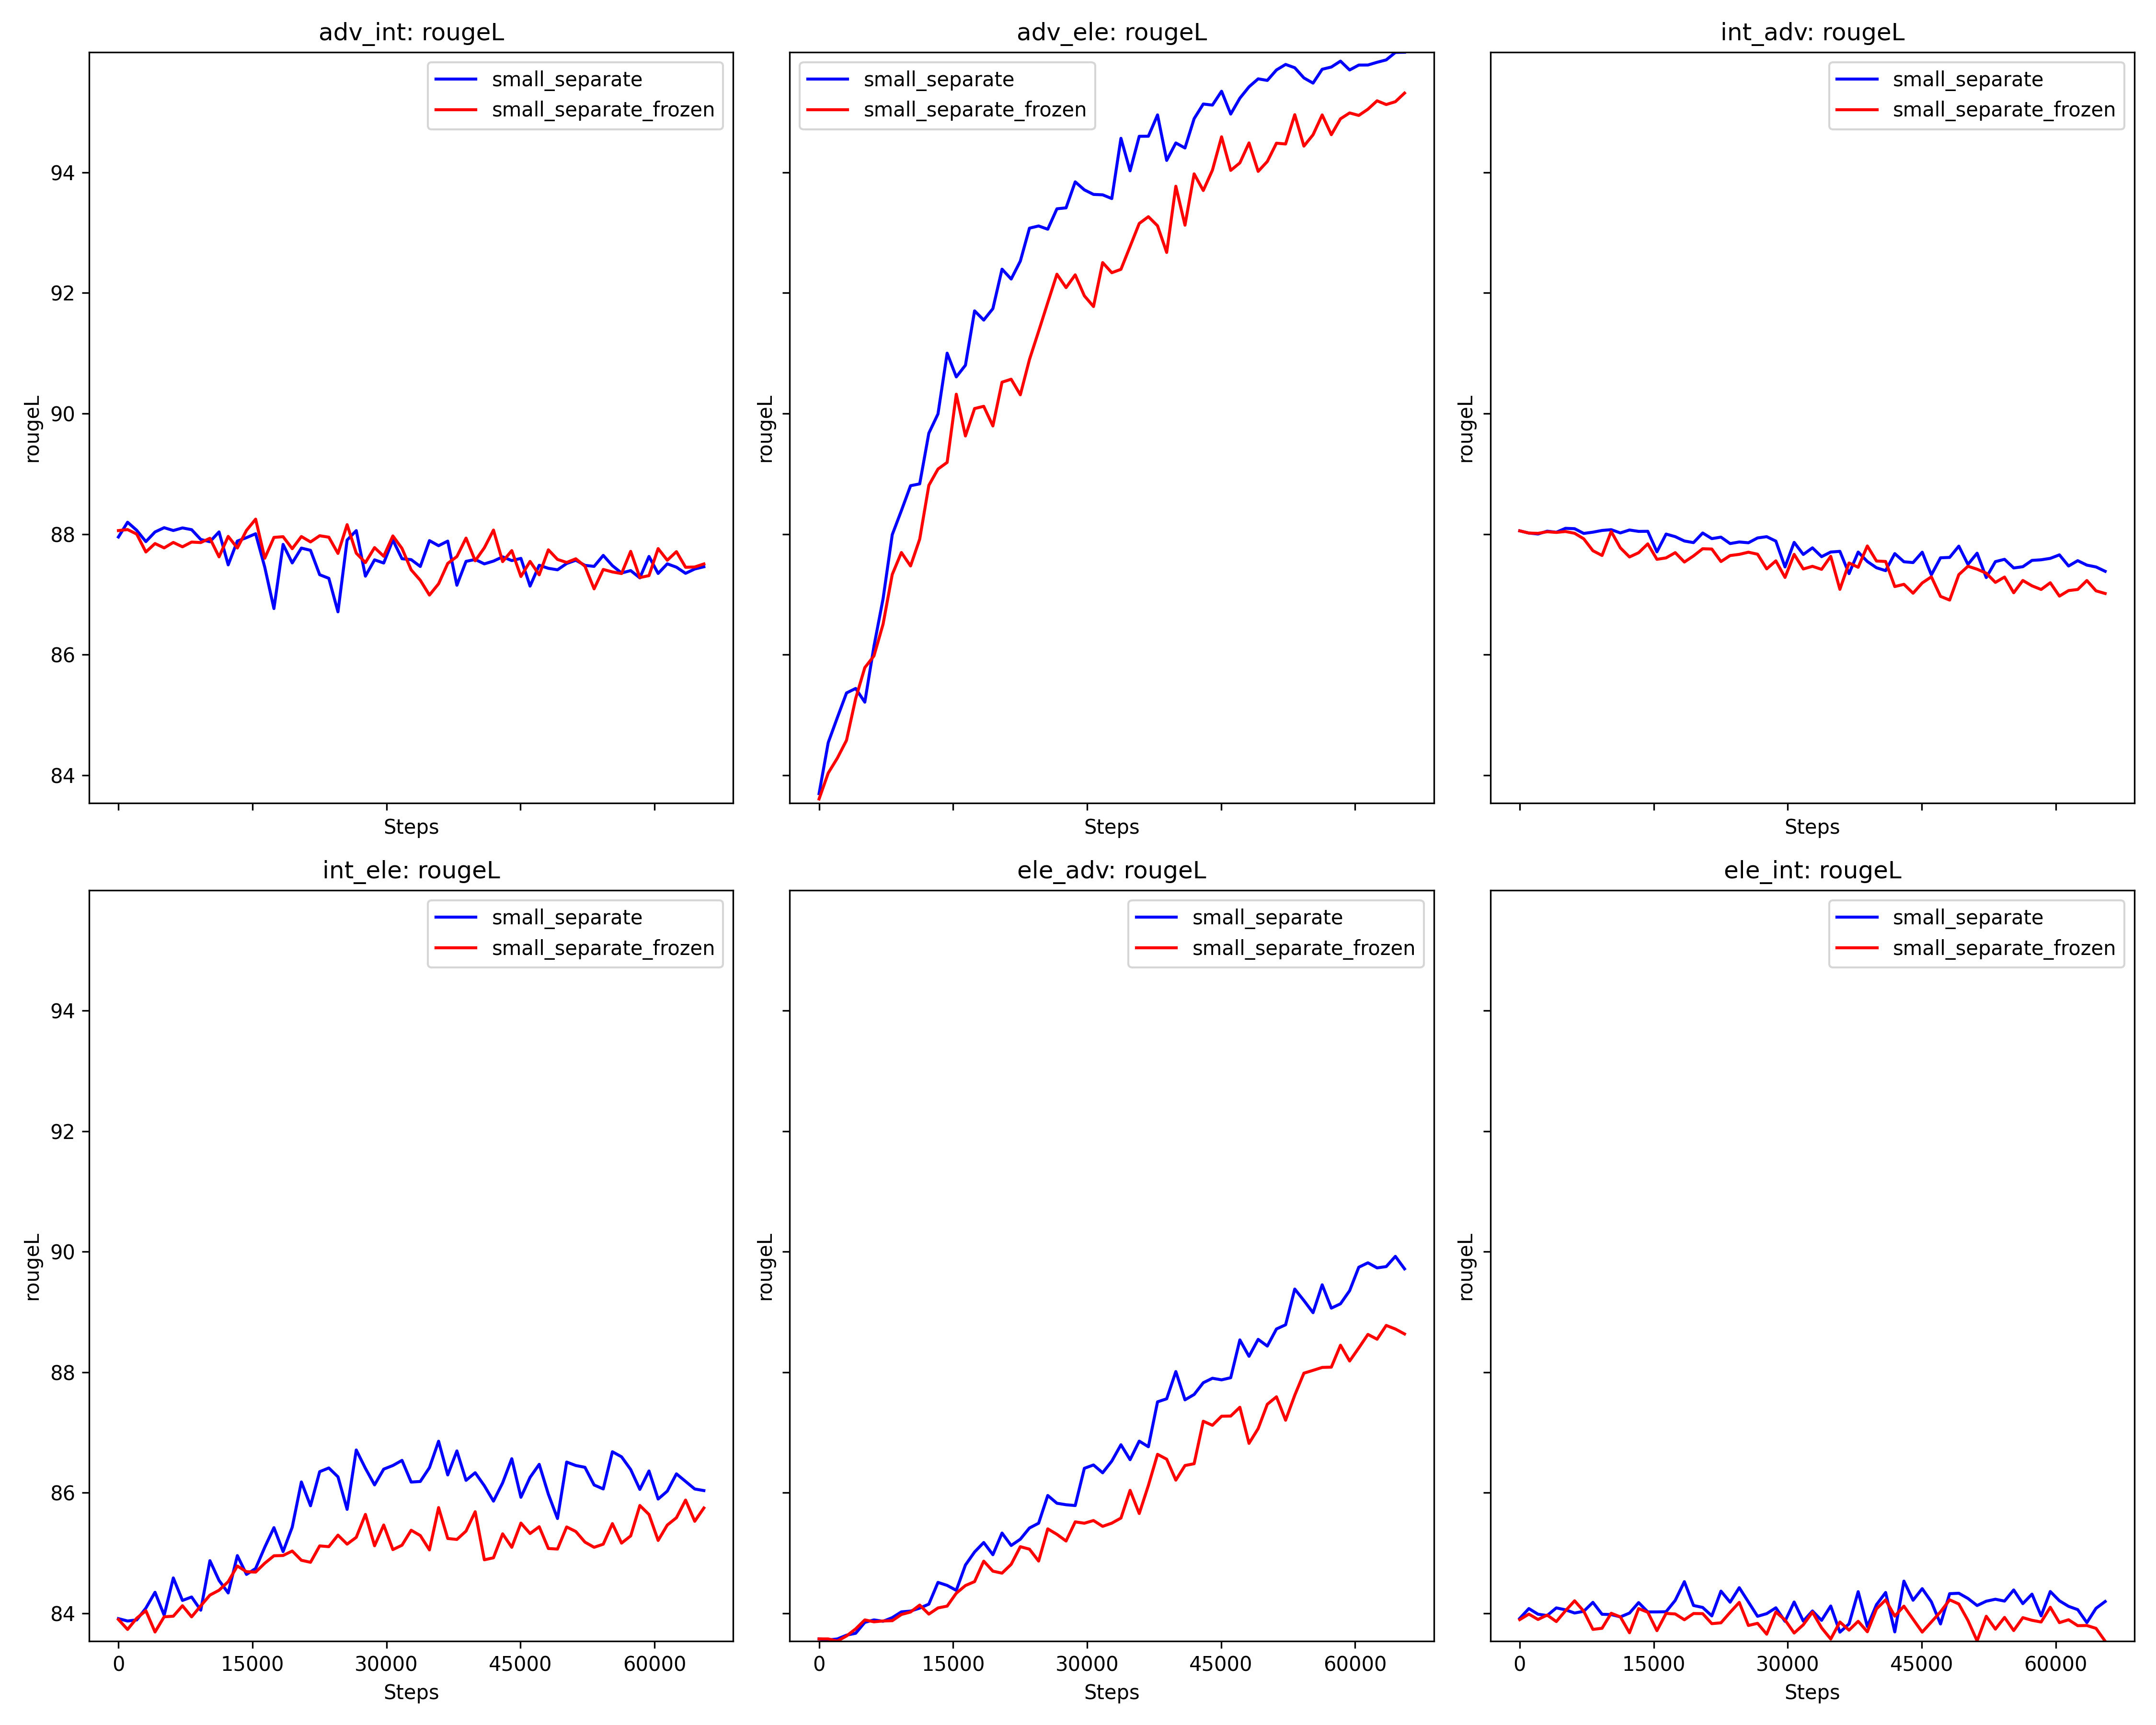 adv_int: rougeL
small_separate
small_separate_frozen
94
92
90
88
86
84
rougeL
Steps
adv_ele: rougeL
small_separate
small_separate_frozen
rougeL
Steps
int_adv: rougeL
small_separate
small_separate_frozen
rougeL
Steps
int_ele: rougeL
small_separate
small_separate_frozen
94
92
90
88
86
84
rougeL
0 15000 30000 45000 60000
Steps
ele_adv: rougeL
small_separate
small_separate_frozen
rougeL
0 15000 30000 45000 60000
Steps
ele_int: rougeL
small_separate
small_separate_frozen
rougeL
0 15000 30000 45000 60000
Steps